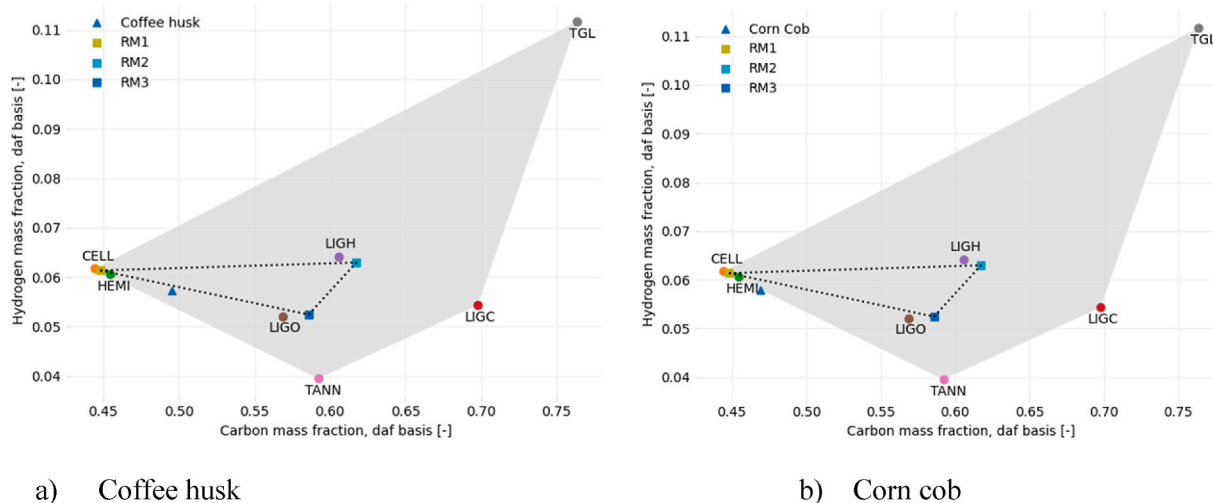 Coffee husk
RM1
RM2
RM3
TGL
CELL
HEMI
LIGH
LIGO
LIGC
TANN
0.11
0.10
0.09
0.08
0.07
0.06
0.05
0.04
Hydrogen mass fraction, daf basis [-]
0.45 0.50 0.55 0.60 0.65 0.70 0.75
Carbon mass fraction, daf basis [-]
a) Coffee husk
Corn Cob
RM1
RM2
RM3
TGL
CELL
HEMI
LIGH
LIGO
LIGC
TANN
0.11
0.10
0.09
0.08
0.07
0.06
0.05
0.04
Hydrogen mass fraction, daf basis [-]
0.45 0.50 0.55 0.60 0.65 0.70 0.75
Carbon mass fraction, daf basis [-]
b) Corn cob